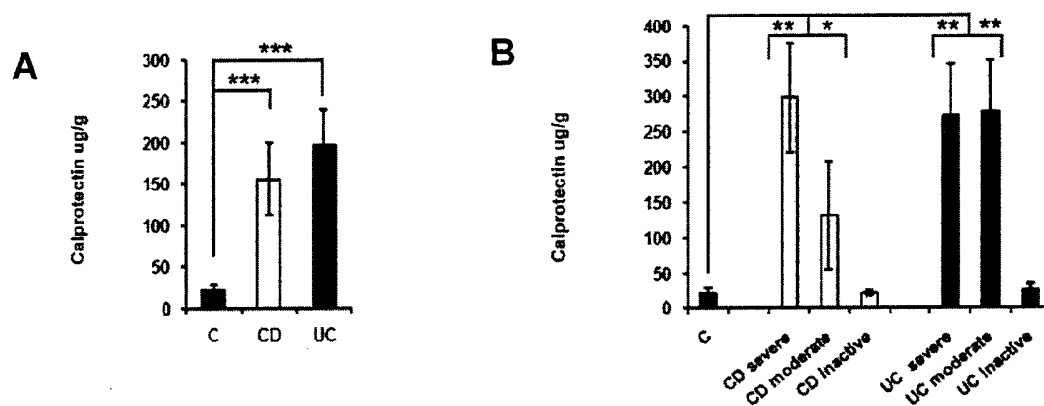 A
Calprotectin ug/g
300
250
200
150
100
50
0
***
***
C CD UC
B
Calprotectin ug/g
400
350
300
250
200
150
100
50
0
** * ** **
C
CD severe
CD moderate
CD inactive
UC severe
UC moderate
UC inactive